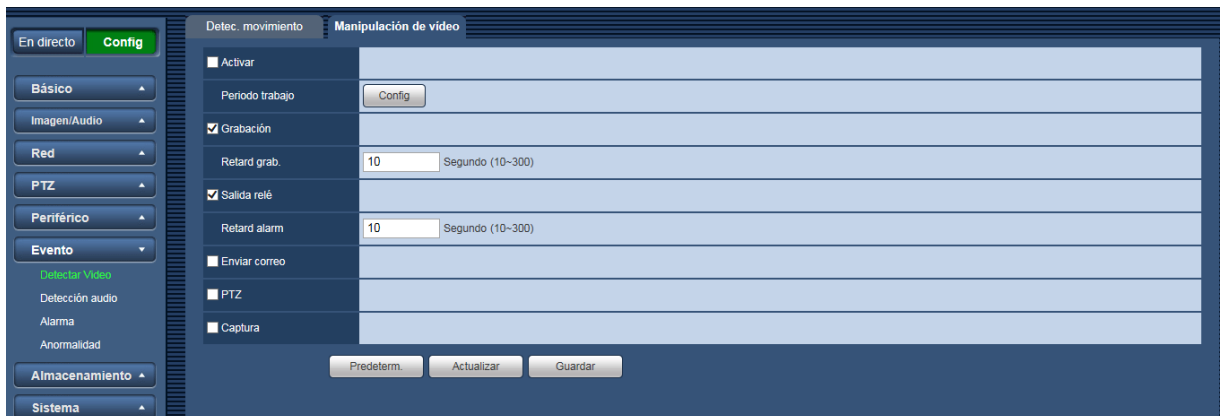 En directo
Config
Básico
Imagen/Audio
Red
PTZ
Periférico
Evento
Detectar Video
Detección audio
Alarma
Anormalidad
Almacenamiento
Sistema
Detec. movimiento
Manipulación de vídeo
Activar
Periodo trabajo
Config
Grabación
Retard grab.
10
Segundo (10~300)
Salida relé
Retard alarm
10
Segundo (10~300)
Enviar correo
PTZ
Captura
Predeterm.
Actualizar
Guardar